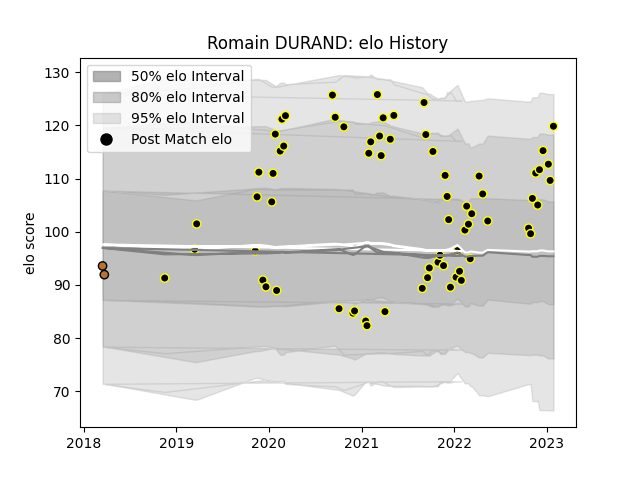 Romain DURAND: elo History
50% elo Interval
80% elo Interval
95% elo Interval
Post Match elo
elo score
130
120
110
100
90
80
70
2018
2019
2020
2021
2022
2023